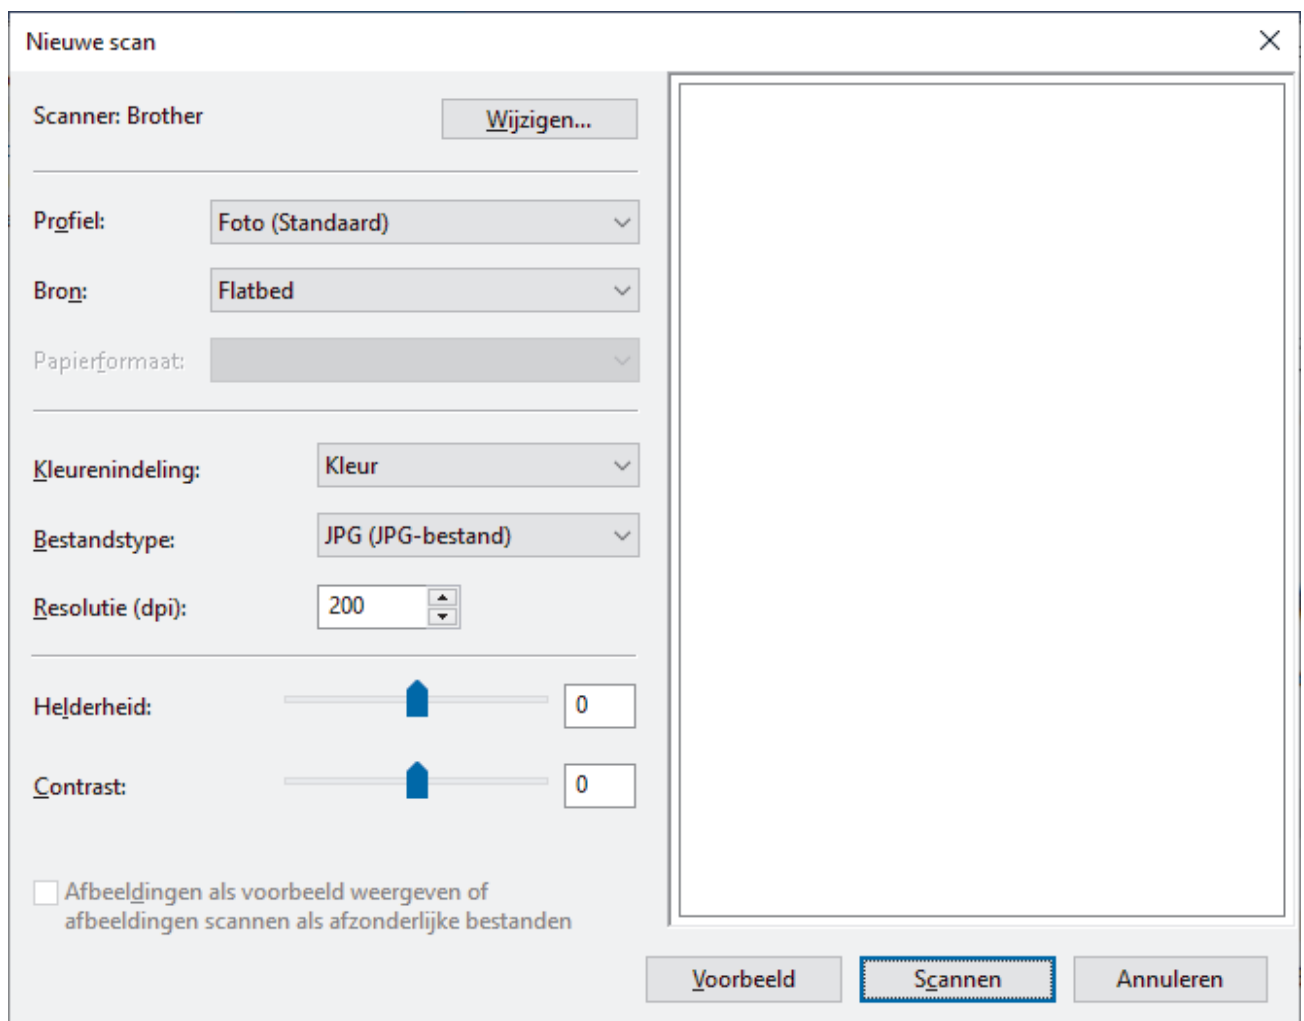 Nieuwe scan
Scanner: Brother
Wijzigen...
Profiel:
Foto (Standaard)
Bron:
Flatbed
Papierformaat:
Kleurenindeling:
Kleur
Bestandstype:
JPG (JPG-bestand)
Resolutie (dpi):
200
Helderheid:
0
Contrast:
0
Afbeeldingen als voorbeeld weergeven of
afbeeldingen scannen als afzonderlijke bestanden
Voorbeeld
Scannen
Annuleren